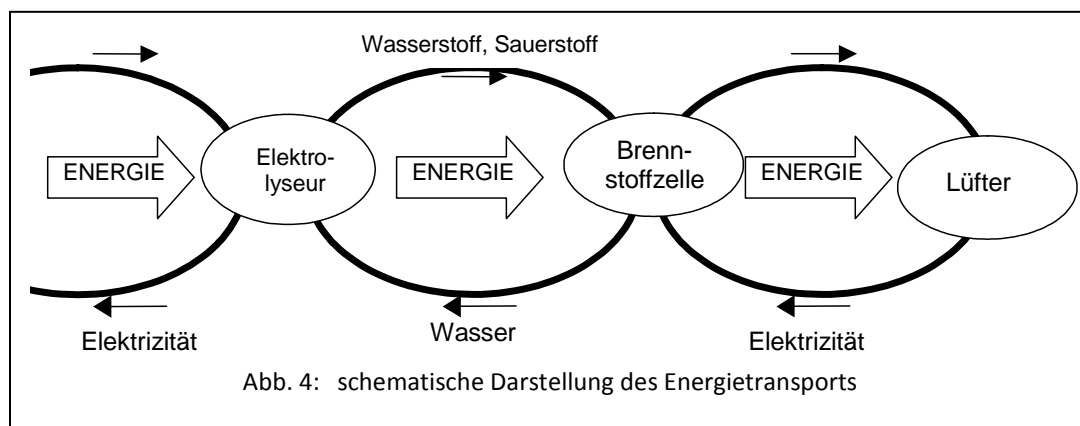 Wasserstoff, Sauerstoff
ENERGIE
Elektro-
lyseur
ENERGIE
Brenn-
stoffzelle
ENERGIE
Lüfter
Elektrizität
Wasser
Elektrizität
Abb. 4: schematische Darstellung des Energietransports